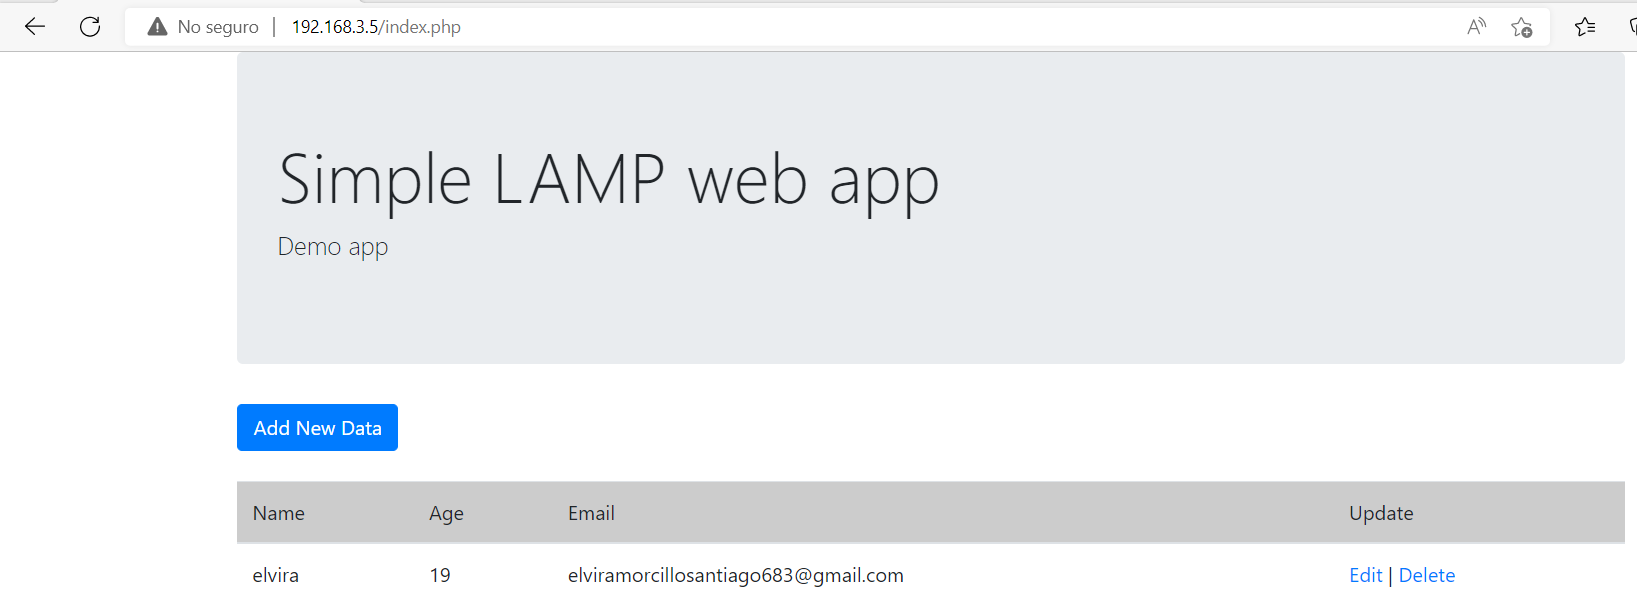 No seguro | 192.168.3.5/index.php
Simple LAMP web app
Demo app
Add New Data
Name Age Email Update
elvira 19 elviramorcillosantiago683@gmail.com Edit | Delete